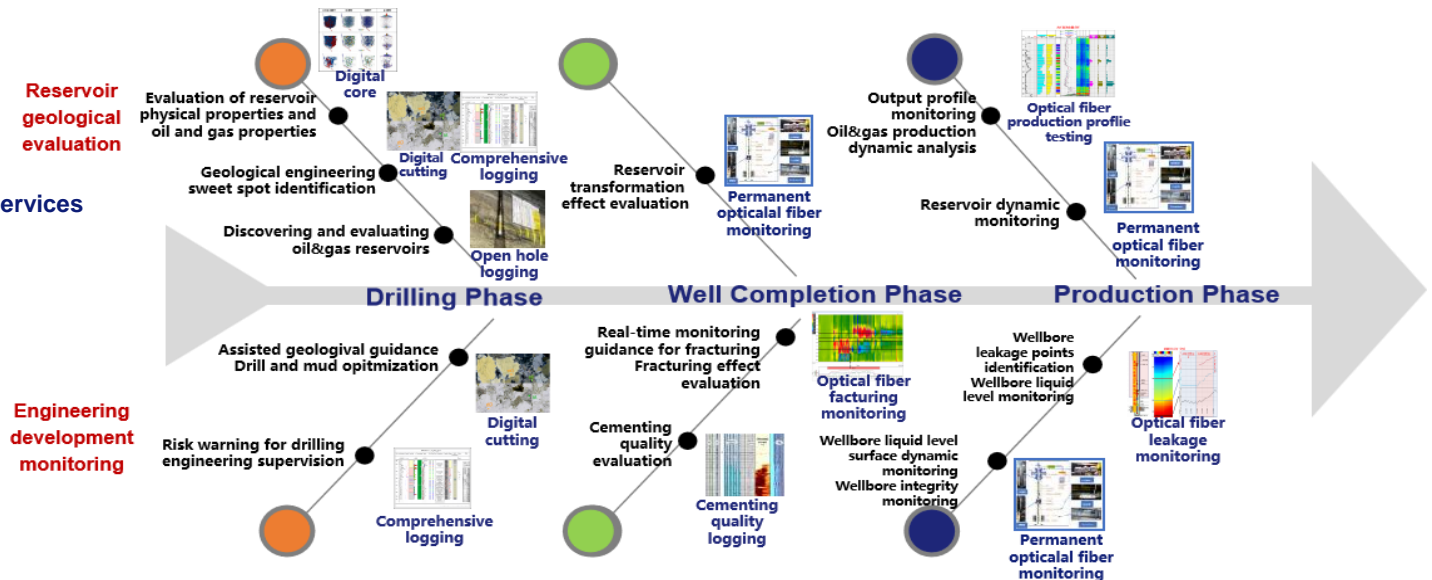 Digital
core
Reservoir
geological
evaluation
Evaluation of reservoir
physical properties and
oil and gas properties
Digital
cutting
Comprehensive
logging
Geological engineering
sweet spot identification
Discovering and evaluating
oil&gas reservoirs
Open hole
logging
Reservoir
transformation
effect evaluation
Permanent
opticalal fiber
monitoring
Output profile
monitoring
Oil&gas production
dynamic analysis
Optical fiber
production proflie
testing
Reservoir dynamic
monitoring
Permanent
optical fiber
monitoring
ervices
Drilling Phase
Well Completion Phase
Production Phase
Engineering
development
monitoring
Assisted geologival guidance
Drill and mud opitmization
Digital
cutting
Risk warning for drilling
engineering supervision
Comprehensive
logging
Real-time monitoring
guidance for fracturing
Fracturing effect
evaluation
Optical fiber
facturing
monitoring
Cementing
quality
evaluation
Cementing
quality
logging
Wellbore
leakage points
identification
Wellbore liquid
level monitoring
Optical fiber
leakage
monitoring
Wellbore liquid level
surface dynamic
monitoring
Wellbore integrity
monitoring
Permanent
opticalal fiber
monitoring